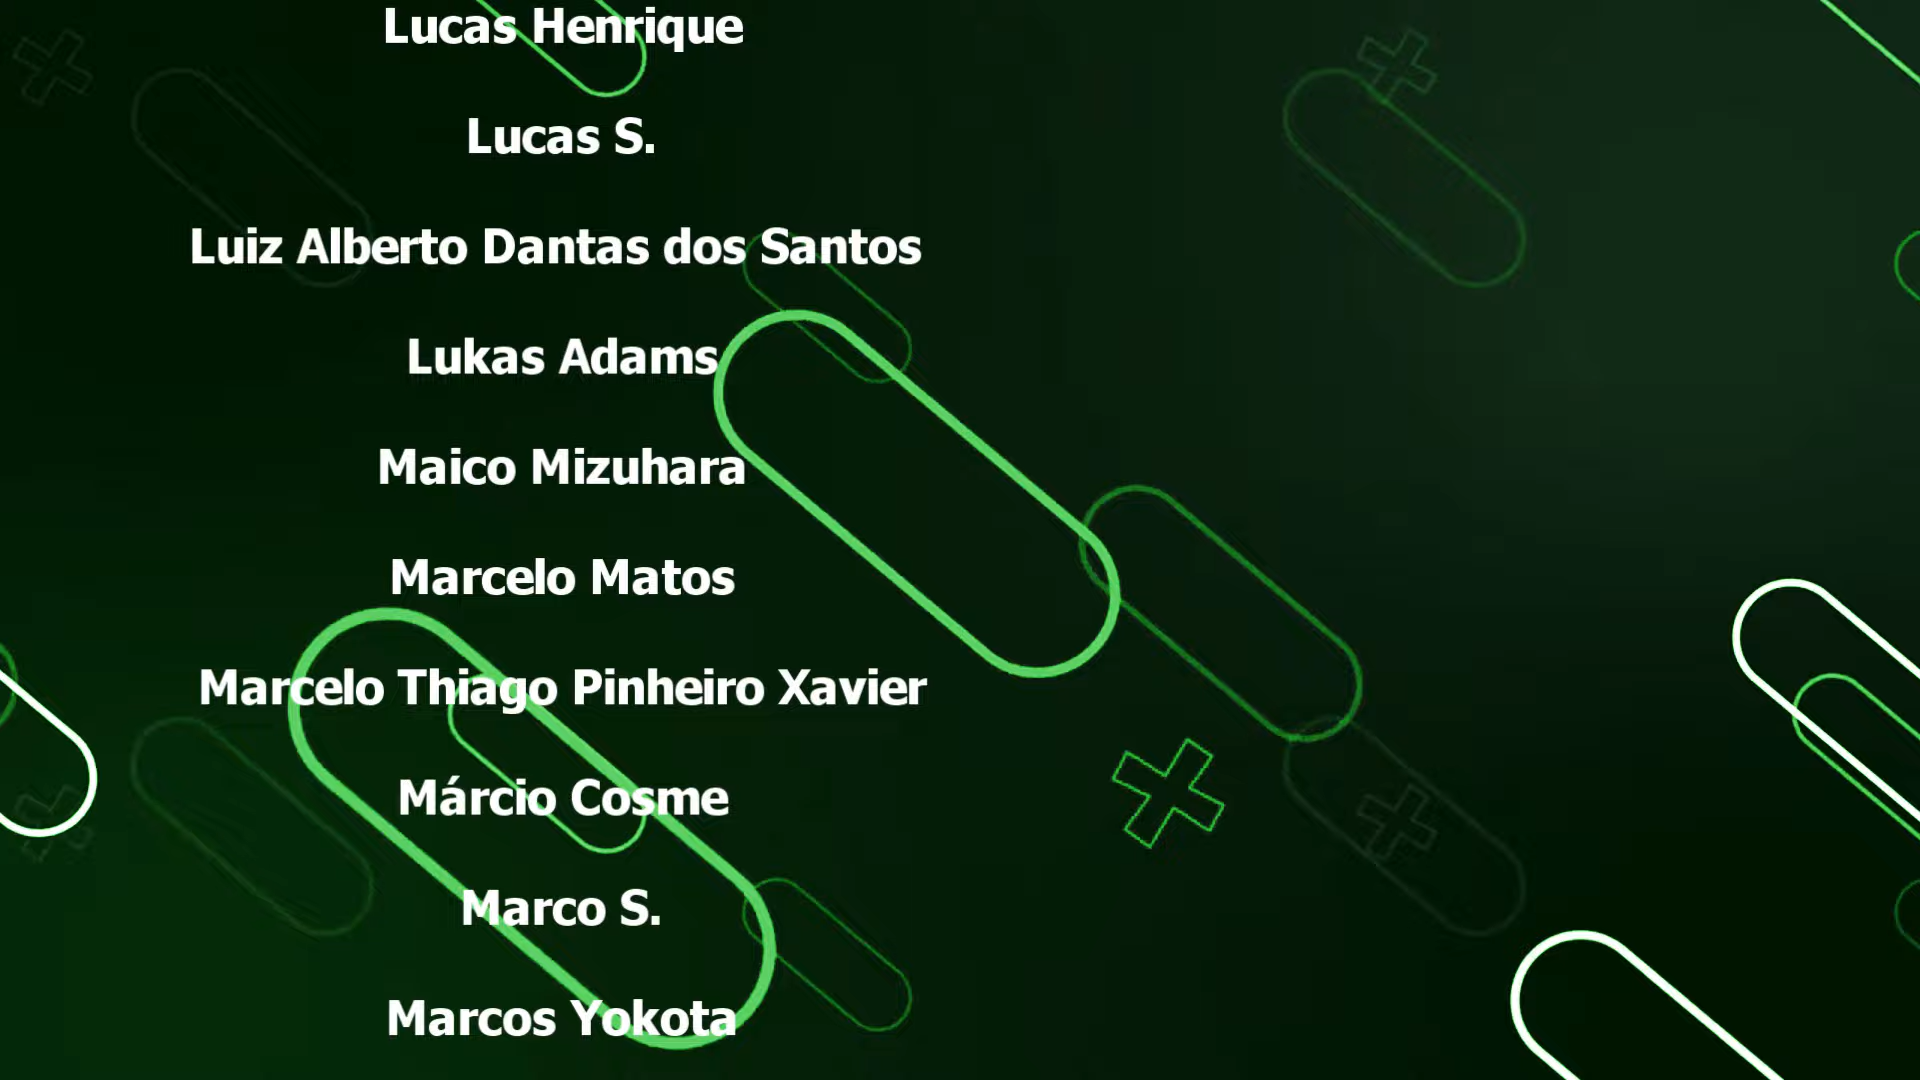 Lucas Henrique
Lucas S.
Luiz Alberto Dantas dos Santos
Lukas Adams
Maico Mizuhara
Marcelo Matos
Marcelo Thiago Pinheiro Xavier
Márcio Cosme
Marco S.
Marcos Yokota